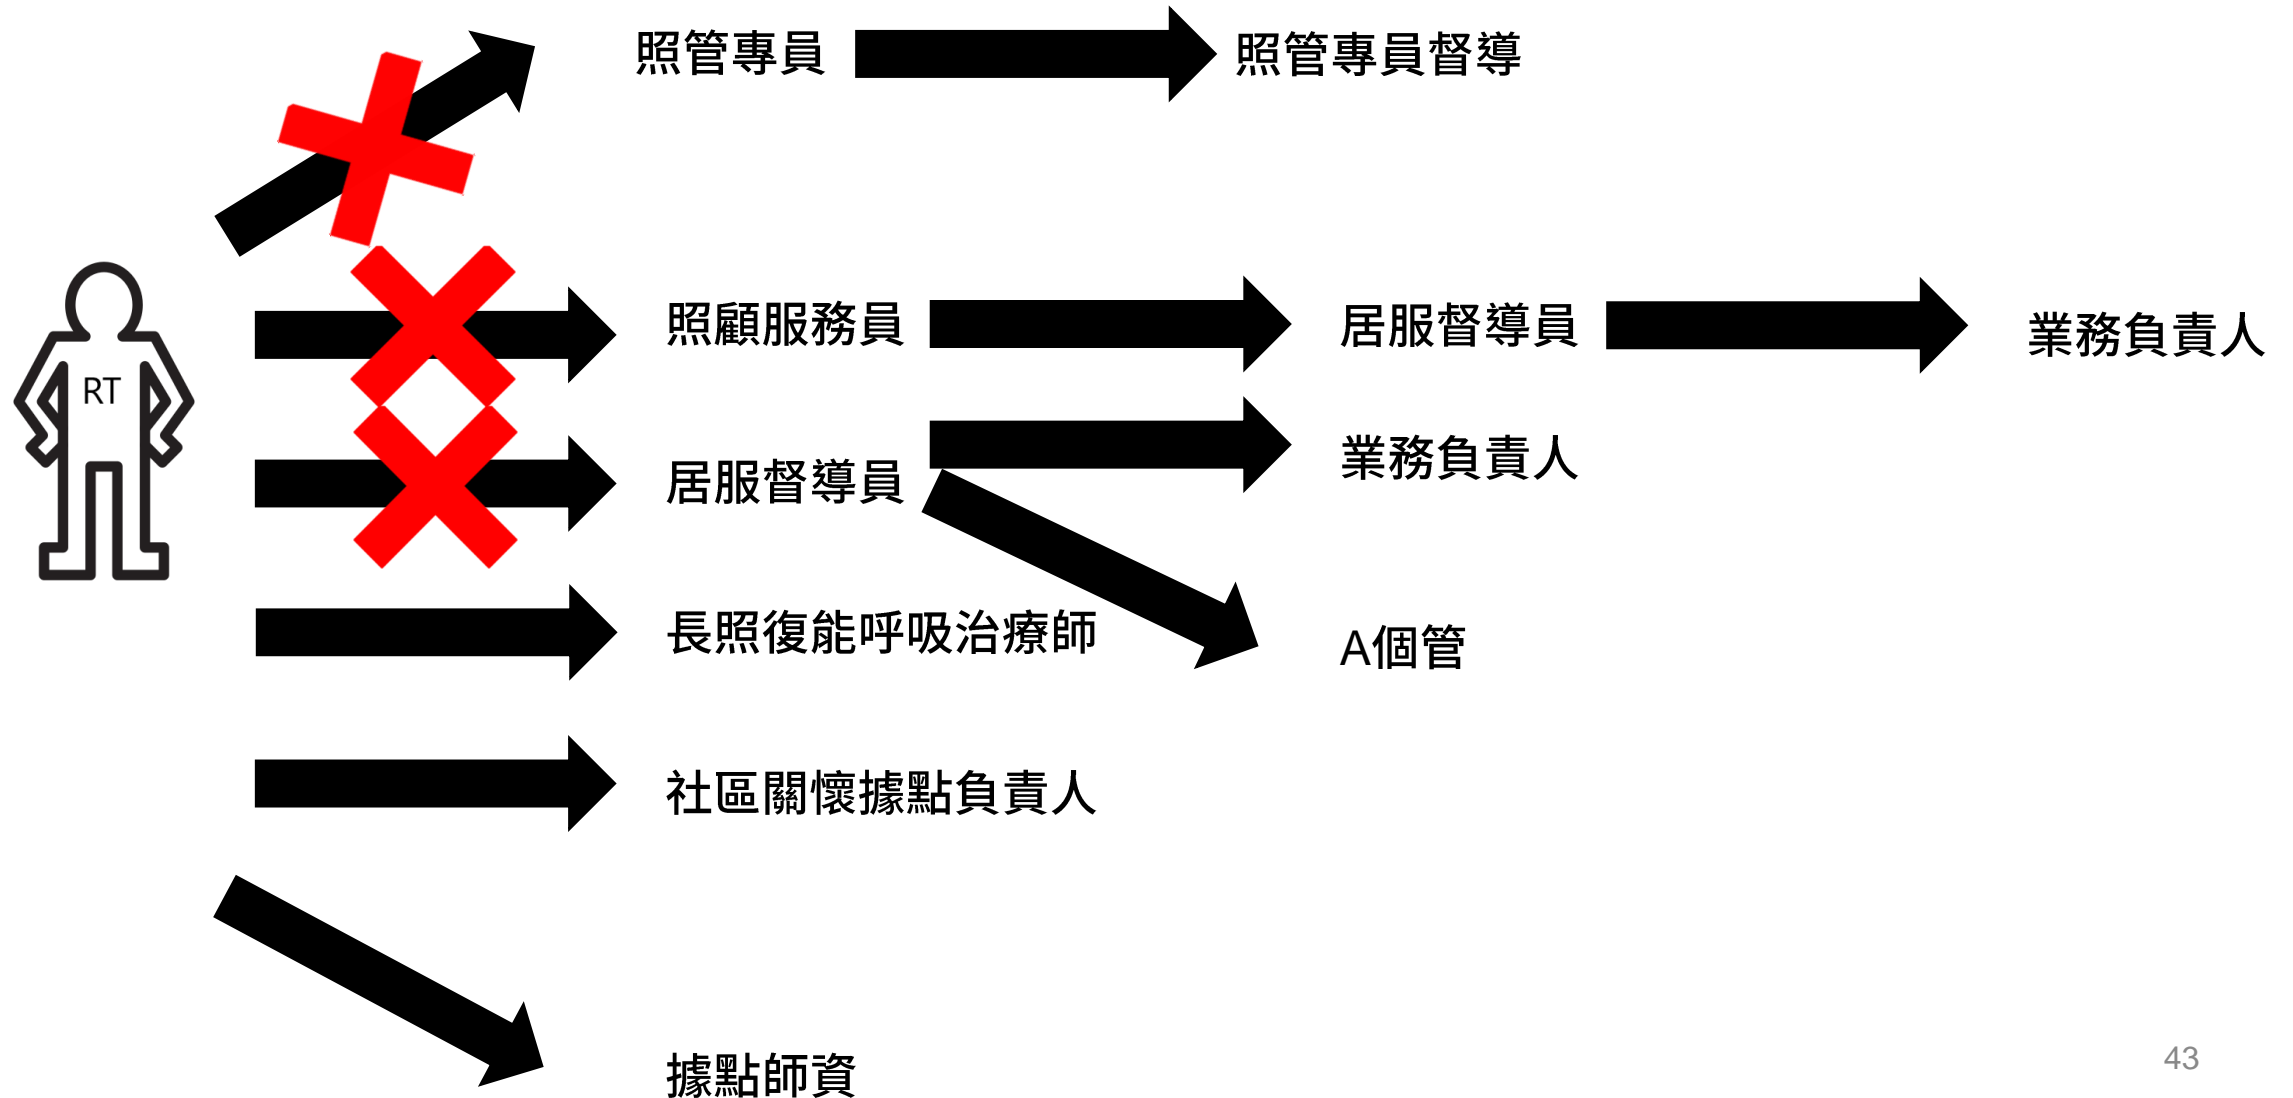 照管專員
照管專員督導
照顧服務員
居服督導員
業務負責人
RT
居服督導員
業務負責人
長照復能呼吸治療師
A個管
社區關懷據點負責人
據點師資
43